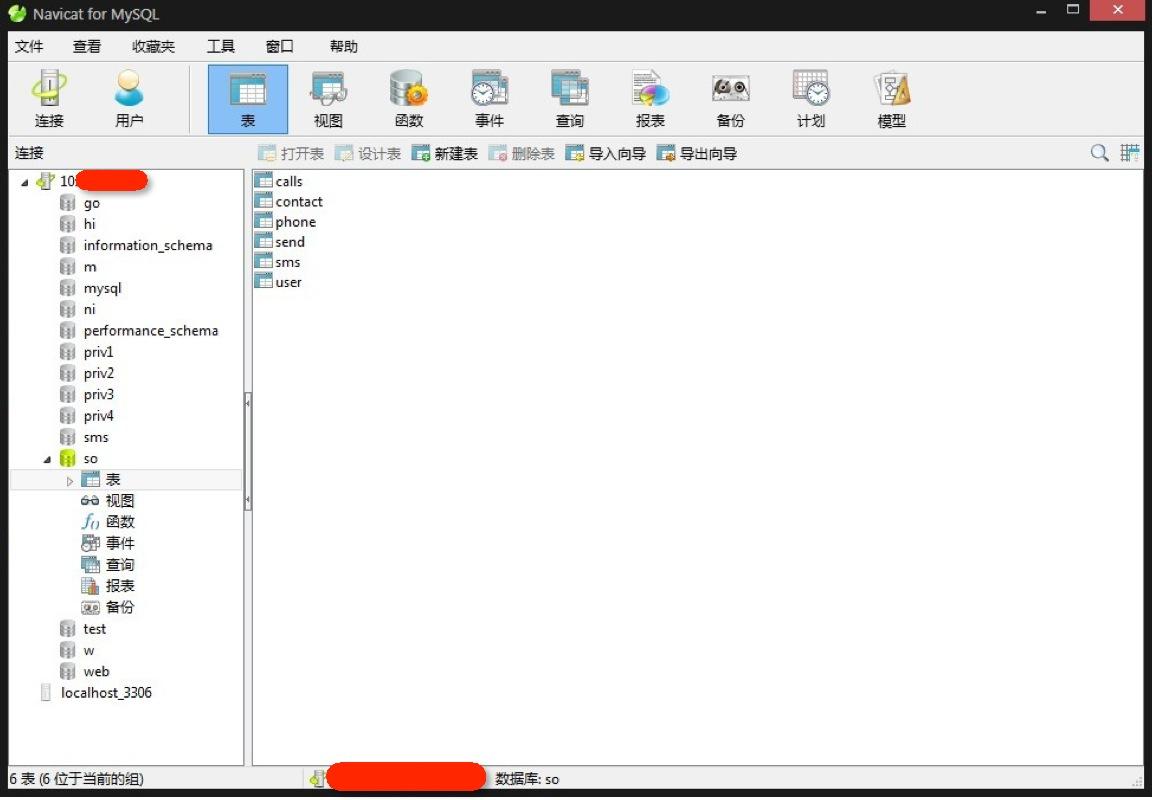 Navicat for MySQL
文件 查看 收藏夹 工具 窗口 帮助
连接 用户 表 视图 函数 事件 查询 报表 备份 计划 模型
连接 打开表 设计表 新建表 删除表 导入向导 导出向导
10
go
hi
information_schema
m
mysql
ni
performance_schema
priv1
priv2
priv3
priv4
sms
so
表
视图
函数
事件
查询
报表
备份
test
w
web
localhost_3306
calls
contact
phone
send
sms
user
6 表 (6 位于当前的组) 数据库: so